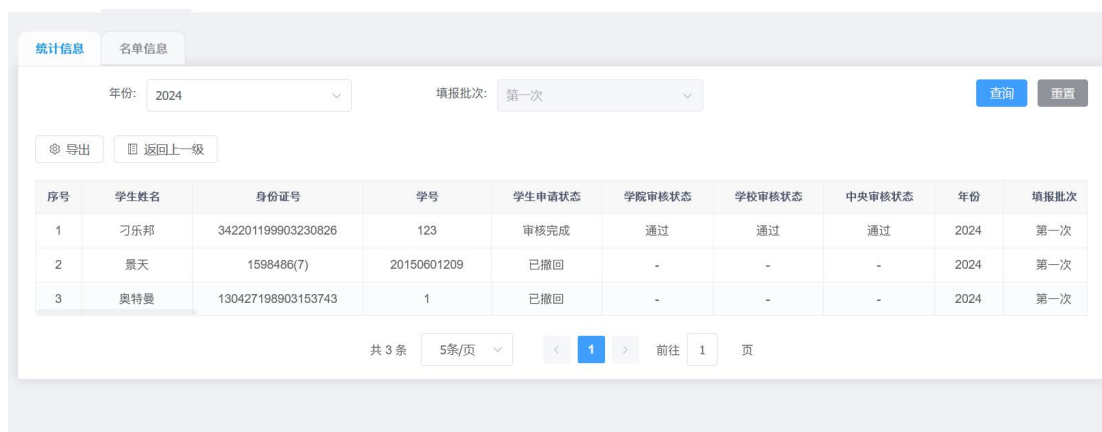 统计信息 名单信息
年份: 2024 填报批次: 第一次 查询 重置
导出 返回上一级
序号 学生姓名 身份证号 学号 学生申请状态 学院审核状态 学校审核状态 中央审核状态 年份 填报批次
1 刁乐邦 342201199903230826 123 审核完成 通过 通过 通过 2024 第一次
2 景天 1598486(7) 20150601209 已撤回 - - - 2024 第一次
3 奥特曼 130427198903153743 1 已撤回 - - - 2024 第一次
共 3 条 5条/页 < 1 > 前往 1 页